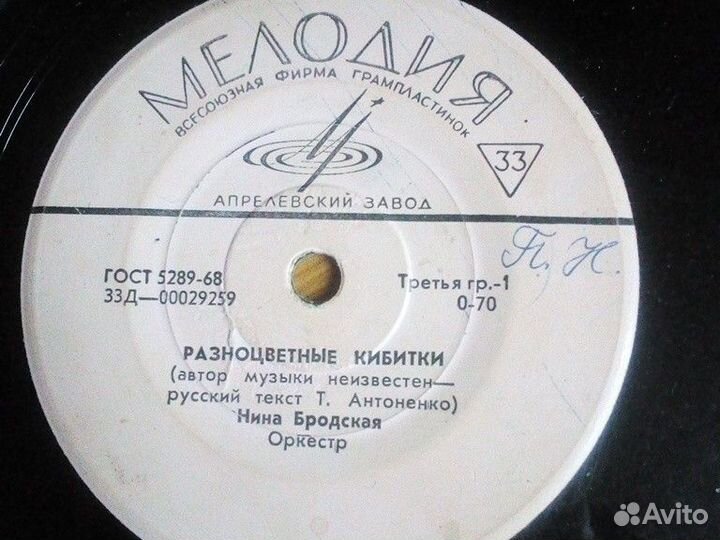 МЕЛОДИЯ
ВСЕСОЮЗНАЯ ФИРМА ГРАМПЛАСТИНОК
33
АПРЕЛЕВСКИЙ ЗАВОД
П. Н.
ГОСТ 5289-68
33Д—00029259
Третья гр.-1
0-70
РАЗНОЦВЕТНЫЕ КИБИТКИ
(автор музыки неизвестен—
русский текст Т. Антоненко)
Нина Бродская
Оркестр
Avito